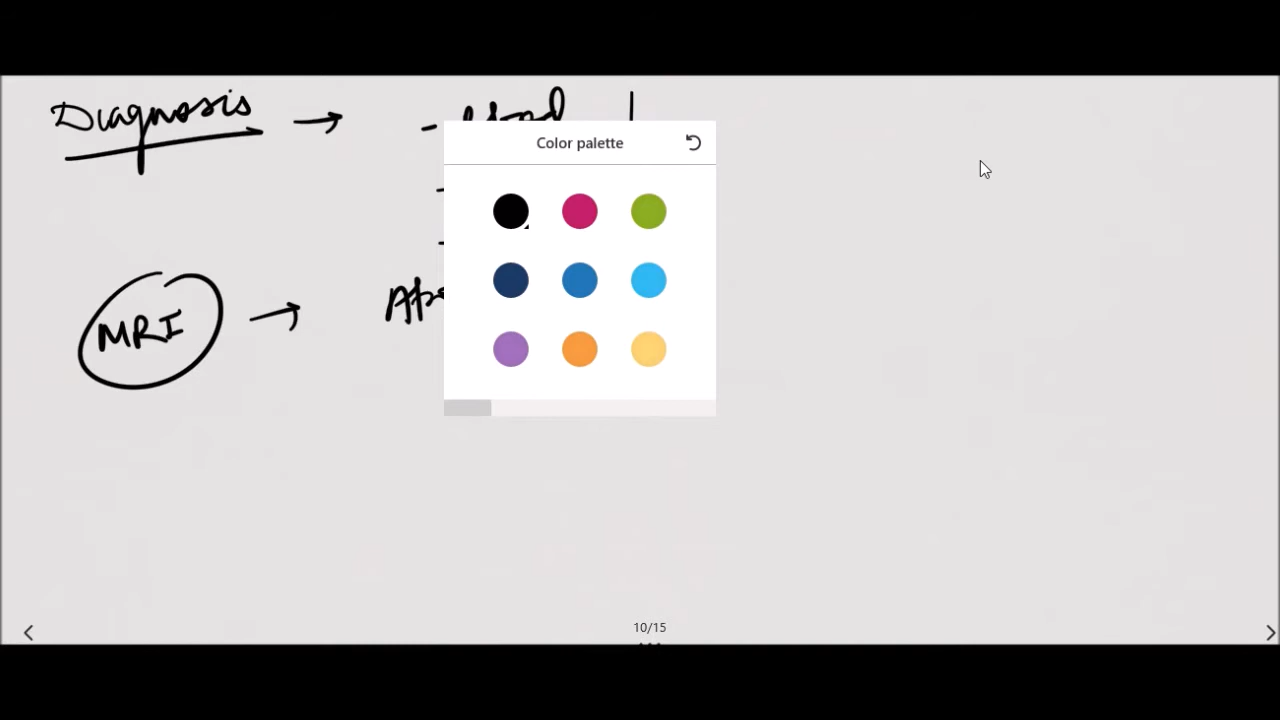 Diagnosis → -
Color palette
-
-
MRI →
10/15